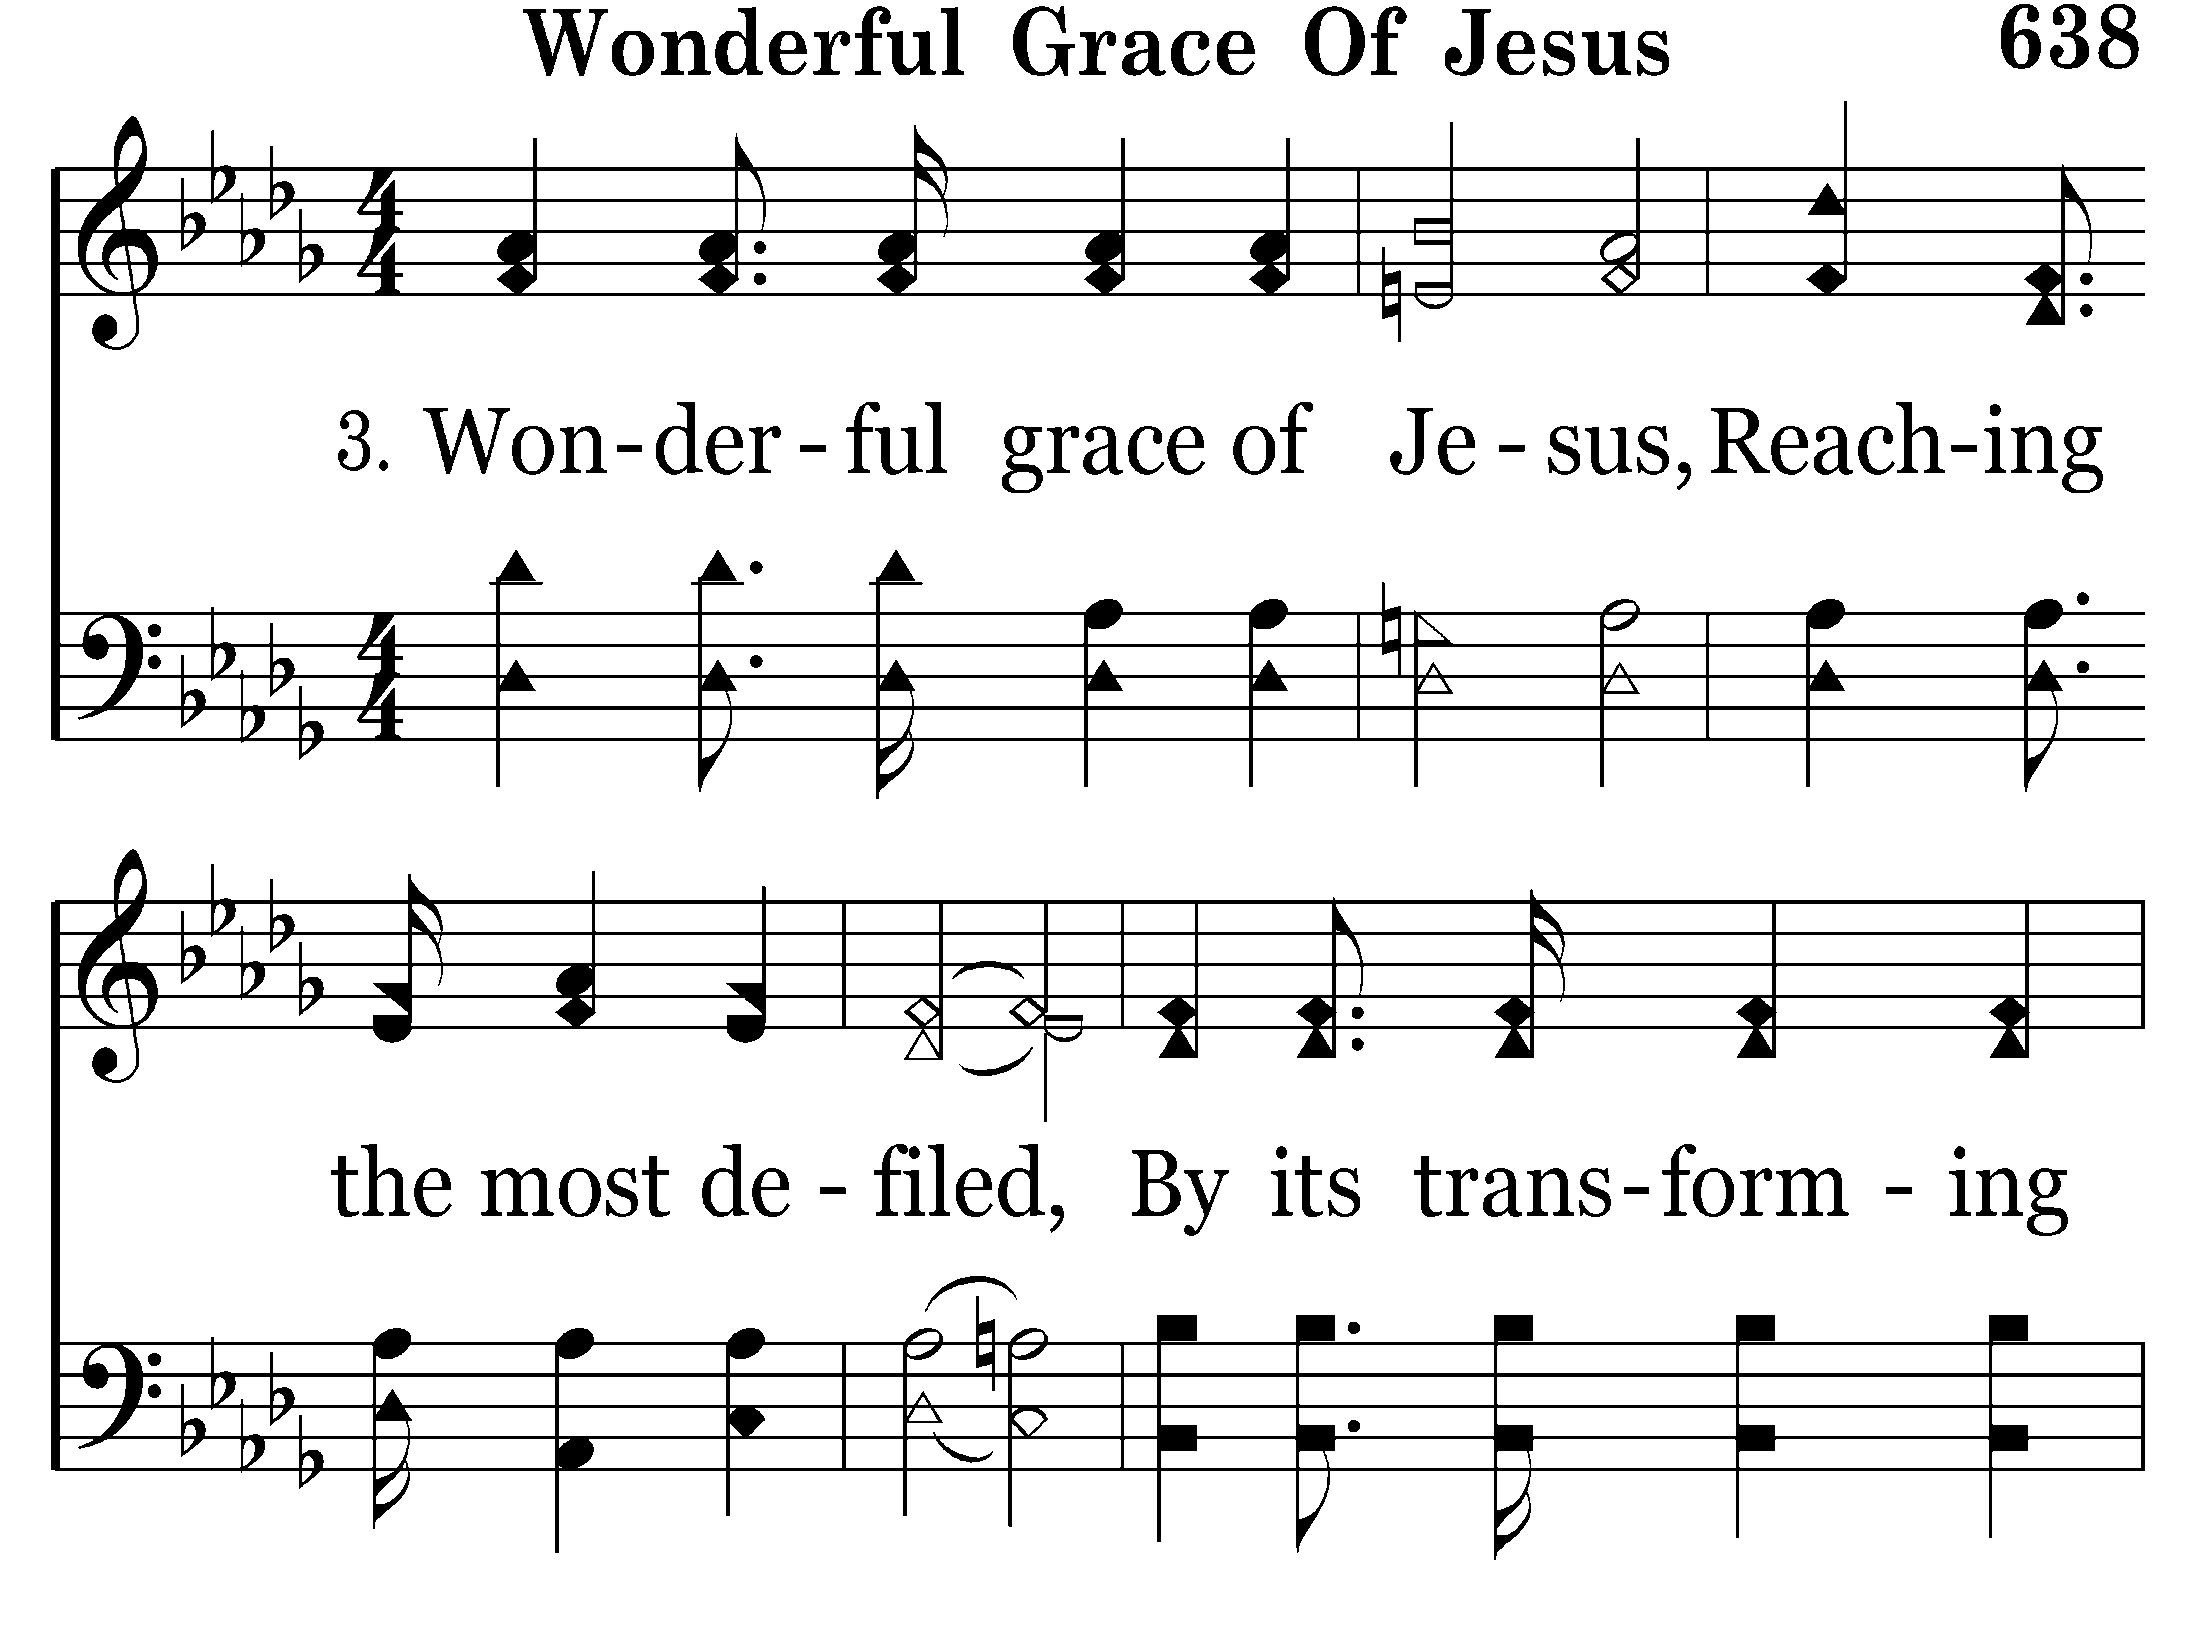 Wonderful Grace Of Jesus 638
3. Won-der - ful grace of Je - sus, Reach-ing
the most de - filed, By its trans-form - ing